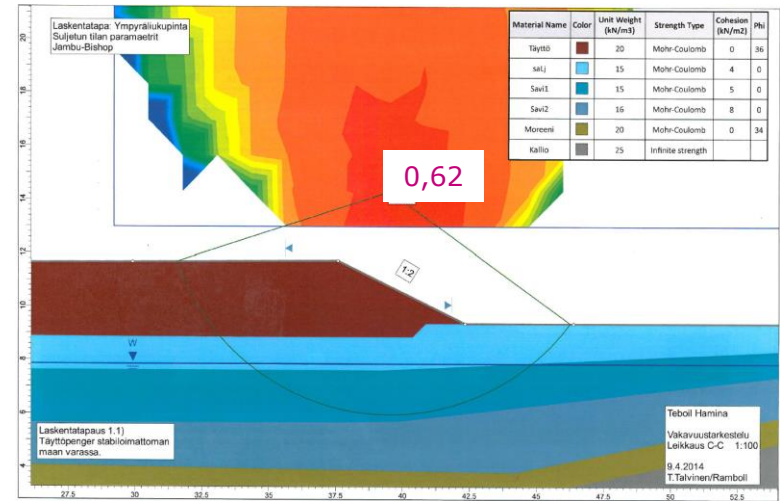 Laskentatapa: Ympyräliukupinta
Suljetun tilan paramaetrit
Jambu-Bishop
Material Name Color Unit Weight (kN/m3) Strength Type Cohesion (kN/m2) Phi
Täyttö 20 Mohr-Coulomb 0 36
saLj 15 Mohr-Coulomb 4 0
Savi1 15 Mohr-Coulomb 5 0
Savi2 16 Mohr-Coulomb 8 0
Moreeni 20 Mohr-Coulomb 0 34
Kallio 25 Infinite strength
0,62
1:2
W
20
18
16
14
12
10
8
6
4
Laskentatapaus 1.1)
Täyttöpenger stabiloimattoman
maan varassa.
Teboil Hamina
Vakavuustarkestelu
Leikkaus C-C 1:100
9.4.2014
T.Talvinen/Ramboll
27.5 30 32.5 35 37.5 40 42.5 45 47.5 50 52.5